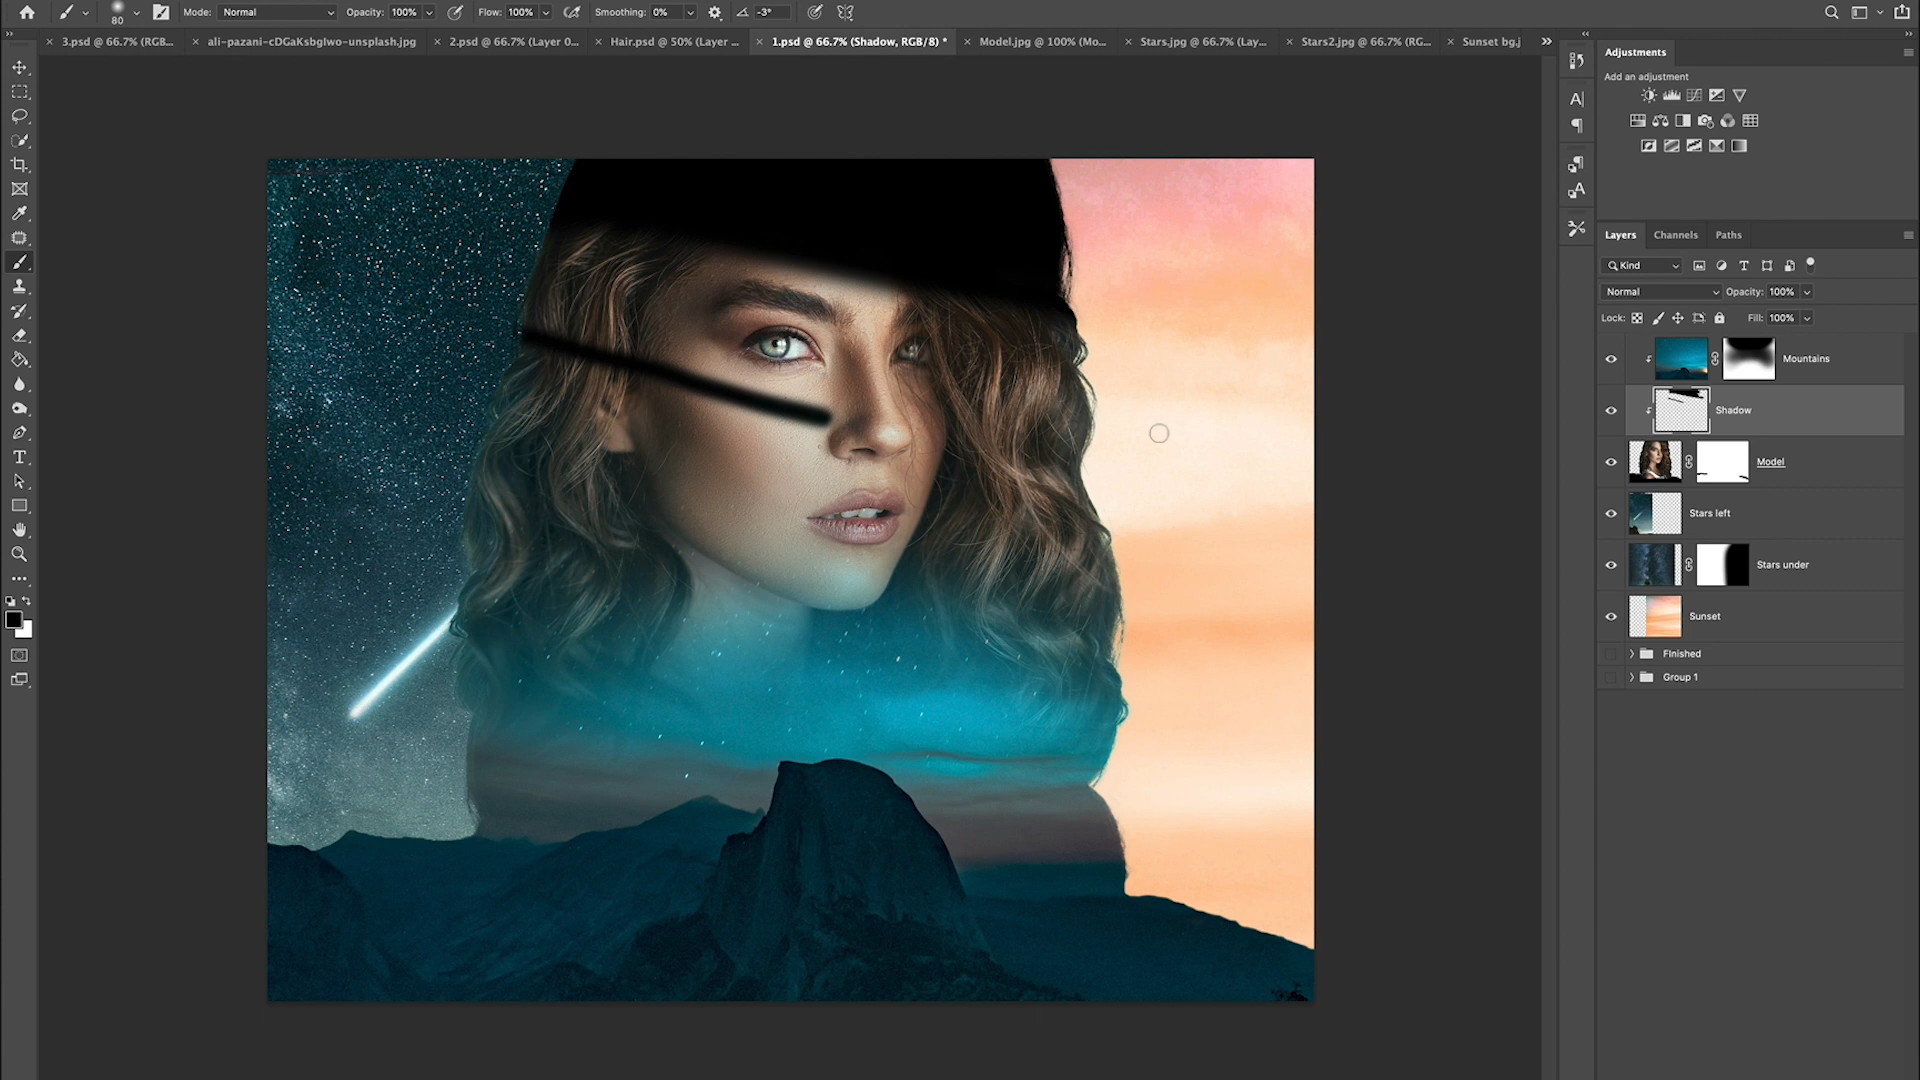 80 Mode: Normal Opacity: 100% Flow: 100% Smoothing: 0% -3°
3.psd @ 66.7% (RGB... ali-pazani-cDGaKsbgIwo-unsplash.jpg 2.psd @ 66.7% (Layer 0... Hair.psd @ 50% (Layer ... 1.psd @ 66.7% (Shadow, RGB/8) * Model.jpg @ 100% (Mo... Stars.jpg @ 66.7% (Lay... Stars2.jpg @ 66.7% (RG... Sunset bg.j
Adjustments
Add an adjustment
Layers Channels Paths
Kind
Normal Opacity: 100%
Lock: Fill: 100%
Mountains
Shadow
Model
Stars left
Stars under
Sunset
FInished
Group 1